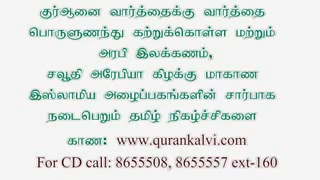 குர்ஆனை வார்த்தைக்கு வார்த்தை
பொருளுணந்து கற்றுக்கொள்ள மற்றும்
அரபி இலக்கணம்,
சவூதி அரேபியா கிழக்கு மாகாண
இஸ்லாமிய அழைப்பகங்களின் சார்பாக
நடைபெறும் தமிழ் நிகழ்ச்சிகளை
காண: www.qurankalvi.com
For CD call: 8655508, 8655557 ext-160